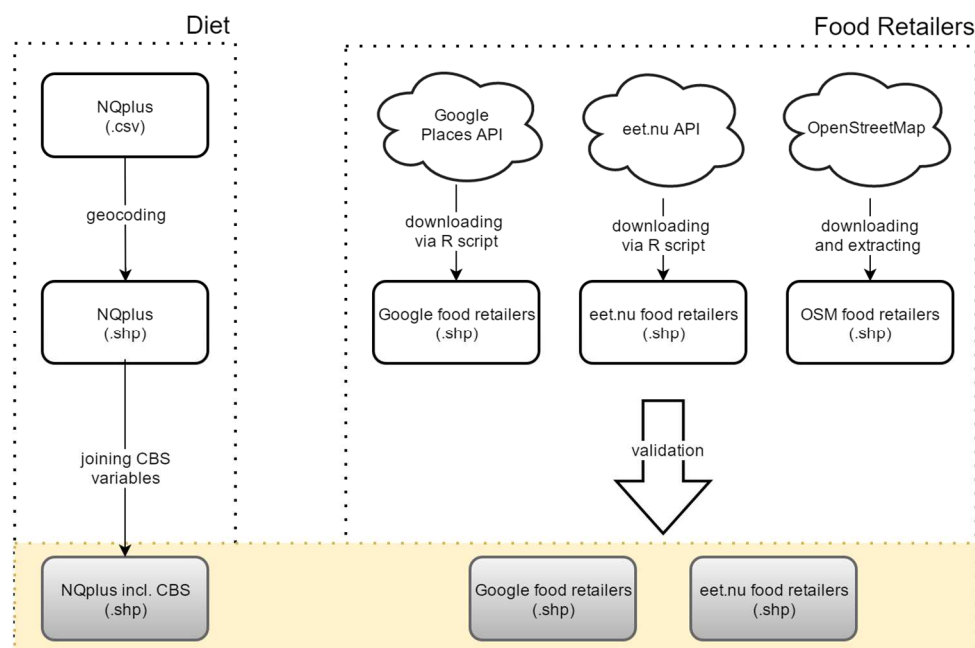 Diet
Food Retailers
NQplus
(.csv)
geocoding
NQplus
(.shp)
joining CBS
variables
NQplus incl. CBS
(.shp)
Google
Places API
eet.nu API
OpenStreetMap
downloading
via R script
downloading
via R script
downloading
and extracting
Google food retailers
(.shp)
eet.nu food retailers
(.shp)
OSM food retailers
(.shp)
validation
Google food retailers
(.shp)
eet.nu food retailers
(.shp)